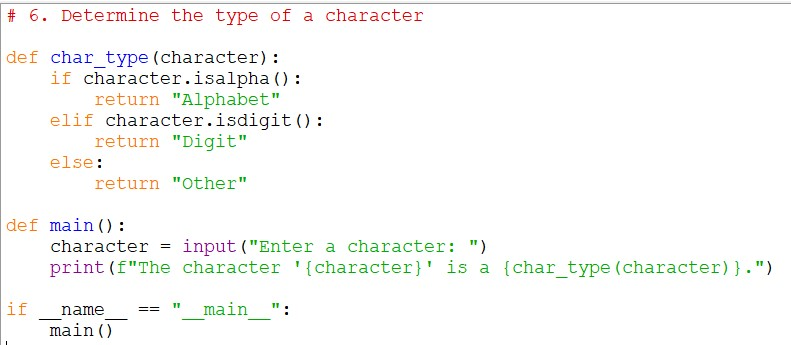 # 6. Determine the type of a character

def char_type(character):
    if character.isalpha():
        return "Alphabet"
    elif character.isdigit():
        return "Digit"
    else:
        return "Other"

def main():
    character = input("Enter a character: ")
    print(f"The character '{character}' is a {char_type(character)}.")

if __name__ == "__main__":
    main()